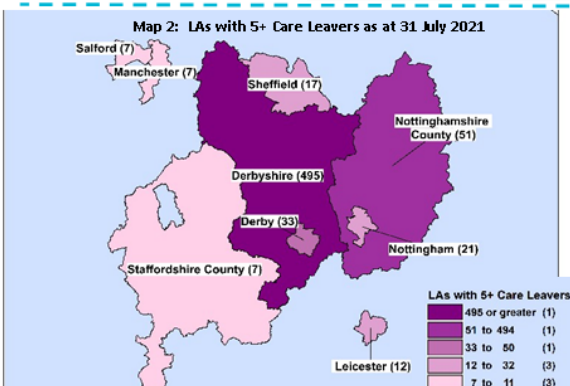 Map 2: LAs with 5+ Care Leavers as at 31 July 2021
Salford (7)
Manchester (7)
Sheffield (17)
Nottinghamshire
County (51)
Derbyshire (495)
Derby (33)
Nottingham (21)
Staffordshire County (7)
Leicester (12)
LAs with 5+ Care Leavers
495 or greater (1)
51 to 494 (1)
33 to 50 (1)
12 to 32 (3)
7 to 11 (3)